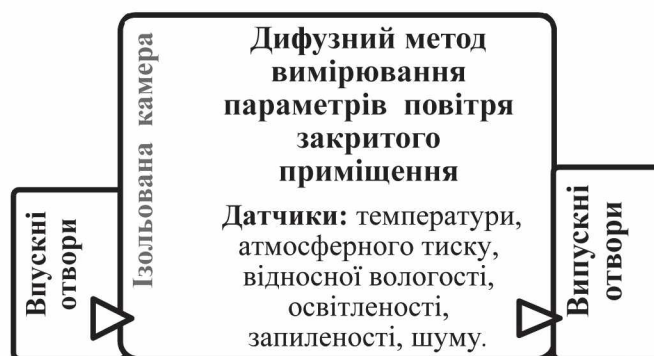 Впускні
отвори
Ізольована камера
Дифузний метод
вимірювання
параметрів повітря
закритого
приміщення
Датчики: температури,
атмосферного тиску,
відносної вологості,
освітленості,
запиленості, шуму.
Випускні
отвори